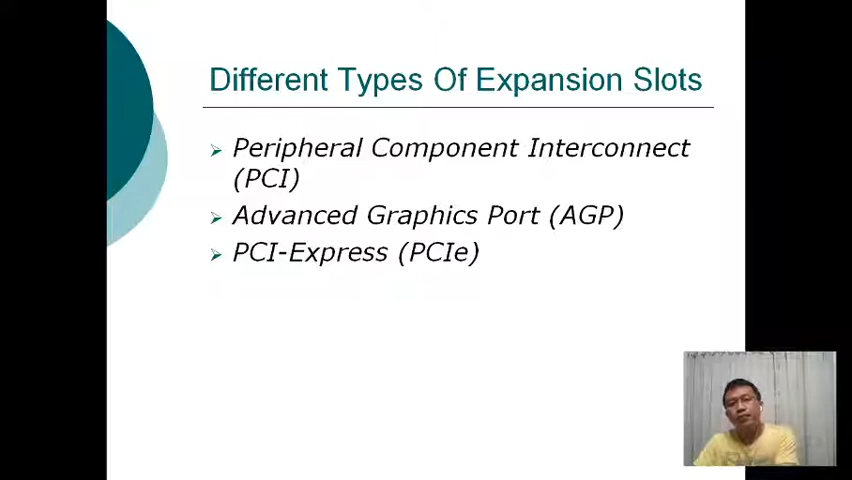 Different Types Of Expansion Slots
Peripheral Component Interconnect
(PCI)
Advanced Graphics Port (AGP)
PCI-Express (PCIe)